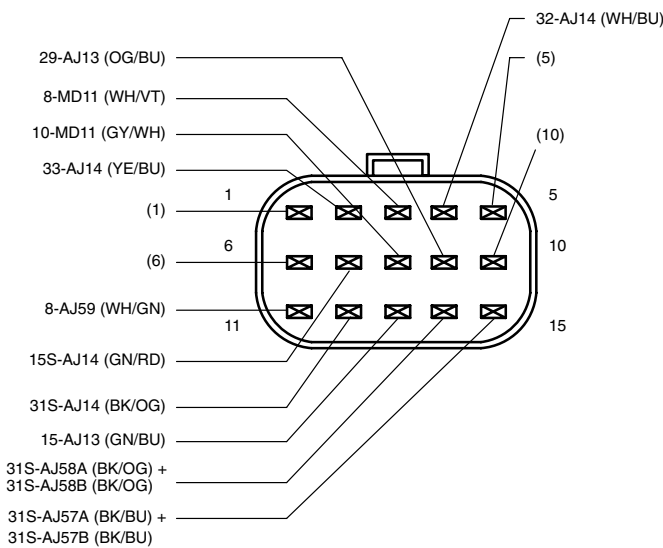 32-AJ14 (WH/BU)
29-AJ13 (OG/BU)
(5)
8-MD11 (WH/VT)
10-MD11 (GY/WH)
(10)
33-AJ14 (YE/BU)
1
5
(1)
6
10
(6)
8-AJ59 (WH/GN)
11
15
15S-AJ14 (GN/RD)
31S-AJ14 (BK/OG)
15-AJ13 (GN/BU)
31S-AJ58A (BK/OG) +
31S-AJ58B (BK/OG)
31S-AJ57A (BK/BU) +
31S-AJ57B (BK/BU)